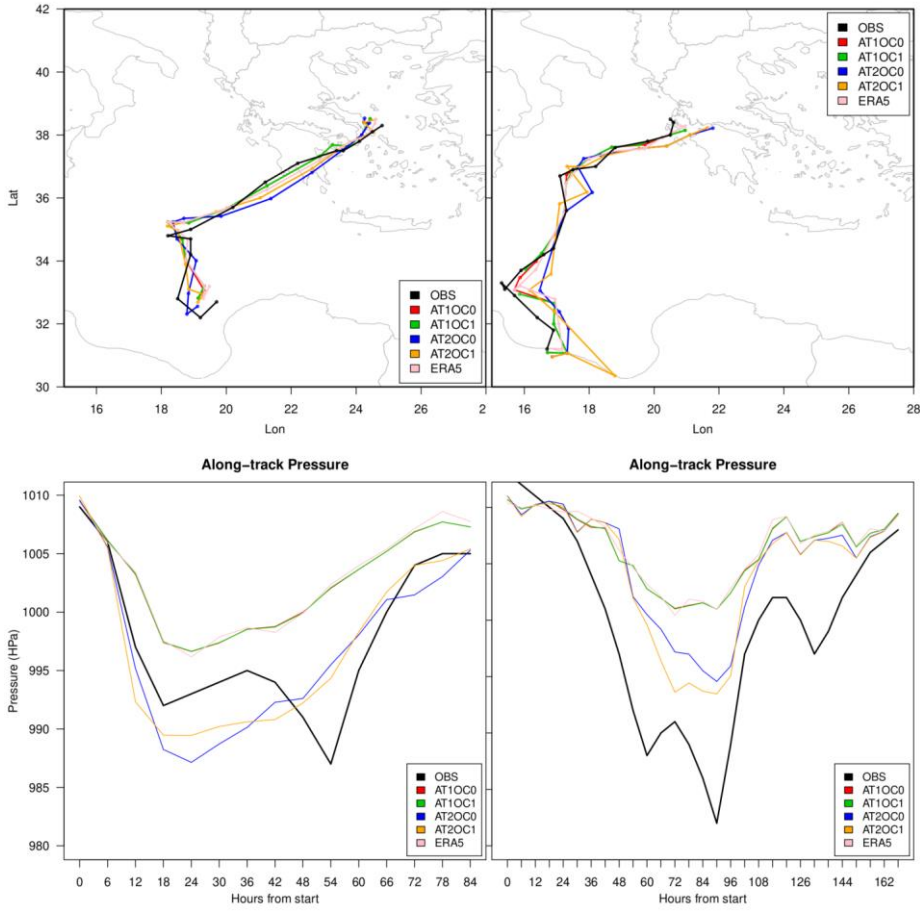 42
40
38
36
34
32
30
Lat
OBS
AT1OC0
AT1OC1
AT2OC0
AT2OC1
ERA5
16 18 20 22 24 2
Lon
OBS
AT1OC0
AT1OC1
AT2OC0
AT2OC1
ERA5
16 18 20 22 24 26 28
Lon
Along-track Pressure
1010
1005
1000
995
990
985
980
Pressure (HPa)
OBS
AT1OC0
AT1OC1
AT2OC0
AT2OC1
ERA5
0 6 12 18 24 30 36 42 48 54 60 66 72 78 84
Hours from start
Along-track Pressure
OBS
AT1OC0
AT1OC1
AT2OC0
AT2OC1
ERA5
0 12 24 36 48 60 72 84 96 108 126 144 162
Hours from start